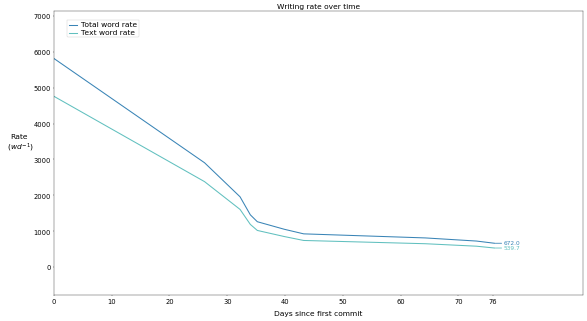 Writing rate over time
7000
6000
5000
4000
3000
2000
1000
0
Rate
(wd⁻¹)
Total word rate
Text word rate
672.0
539.7
0 10 20 30 40 50 60 70 76
Days since first commit